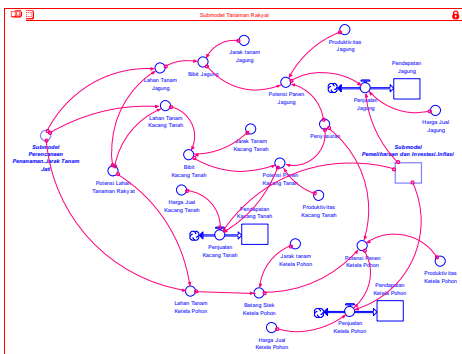 Submodel Tanaman Rakyat
Produktivitas
Jagung
Jarak tanam
Jagung
Lahan Tanam
Jagung
Bibit Jagung
Potensi Panen
Jagung
Pendapatan
Jagung
Penjualan
Jagung
Harga Jual
Jagung
Lahan Tanam
Kacang Tanah
Jarak Tanam
Kacang Tanah
Penyusutan
Submodel
Perencanaan
Penanaman.Jarak Tanam
Jati
Submodel
Pemeliharaan dan Investasi.Inflasi
Bibit
Kacang Tanah
Potensi Panen
Kacang Tanah
Potensi Lahan
Tanaman Rakyat
Harga Jual
Kacang Tanah
Produktivitas
Kacang Tanah
Pendapatan
Kacang Tanah
Penjualan
Kacang Tanah
Jarak tanam
Ketela Pohon
Potensi Panen
Ketela Pohon
Produktivitas
Ketela Pohon
Lahan Tanam
Ketela Pohon
Batang Stek
Ketela Pohon
Pendapatan
Ketela Pohon
Penjualan
Ketela Pohon
Harga Jual
Ketela Pohon